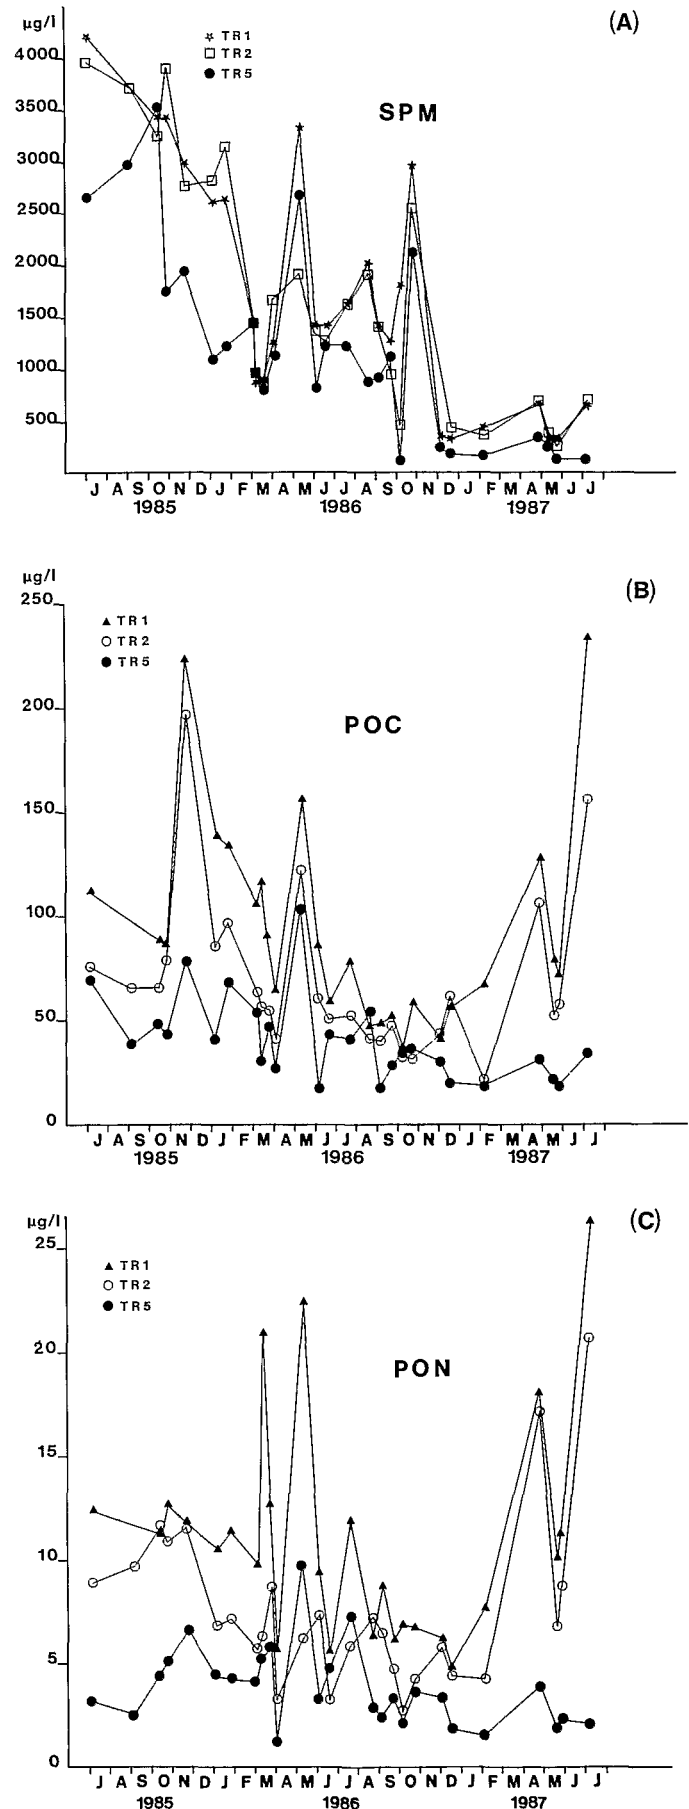 µg/l
(A)
TR1
TR2
TR5
SPM
4000
3500
3000
2500
2000
1500
1000
500
J A S O N D J F M A M J J A S O N D J F M A M J J
1985 1986 1987
µg/l
(B)
250
TR1
TR2
TR5
POC
200
150
100
50
0
J A S O N D J F M A M J J A S O N D J F M A M J J
1985 1986 1987
µg/l
(C)
25
TR1
TR2
TR5
PON
20
15
10
5
0
J A S O N D J F M A M J J A S O N D J F M A M J J
1985 1986 1987